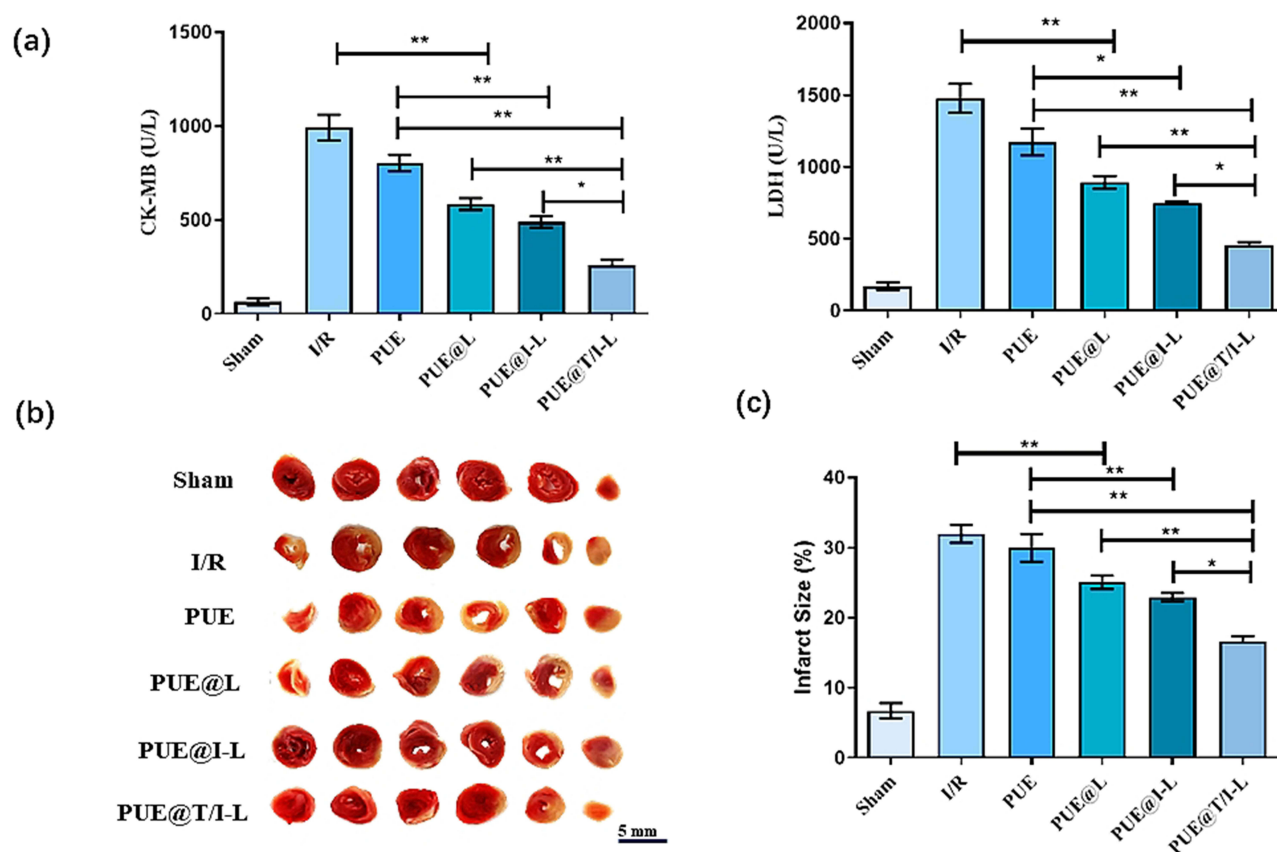 (a)
CK-MB (U/L)
1500
1000
500
0
**
**
**
**
*
Sham
I/R
PUE
PUE@L
PUE@I-L
PUE@T/I-L
LDH (U/L)
2000
1500
1000
500
0
**
*
**
**
*
Sham
I/R
PUE
PUE@L
PUE@I-L
PUE@T/I-L
(b)
Sham
I/R
PUE
PUE@L
PUE@I-L
PUE@T/I-L
5 mm
(c)
Infarct Size (%)
40
30
20
10
0
**
**
**
**
*
Sham
I/R
PUE
PUE@L
PUE@I-L
PUE@T/I-L